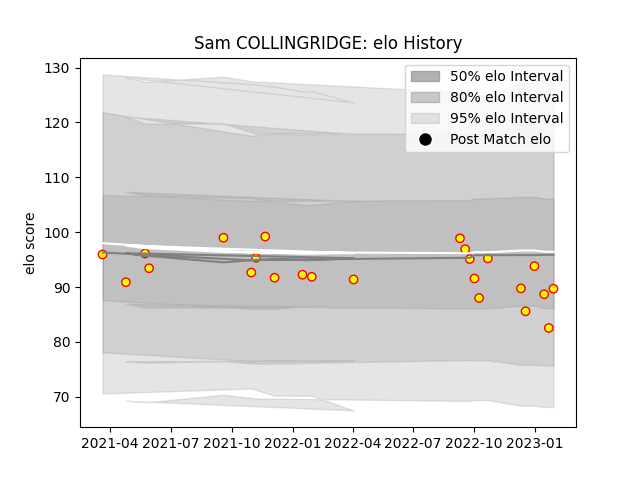 Sam COLLINGRIDGE: elo History
50% elo Interval
80% elo Interval
95% elo Interval
Post Match elo
elo score
130
120
110
100
90
80
70
2021-04 2021-07 2021-10 2022-01 2022-04 2022-07 2022-10 2023-01